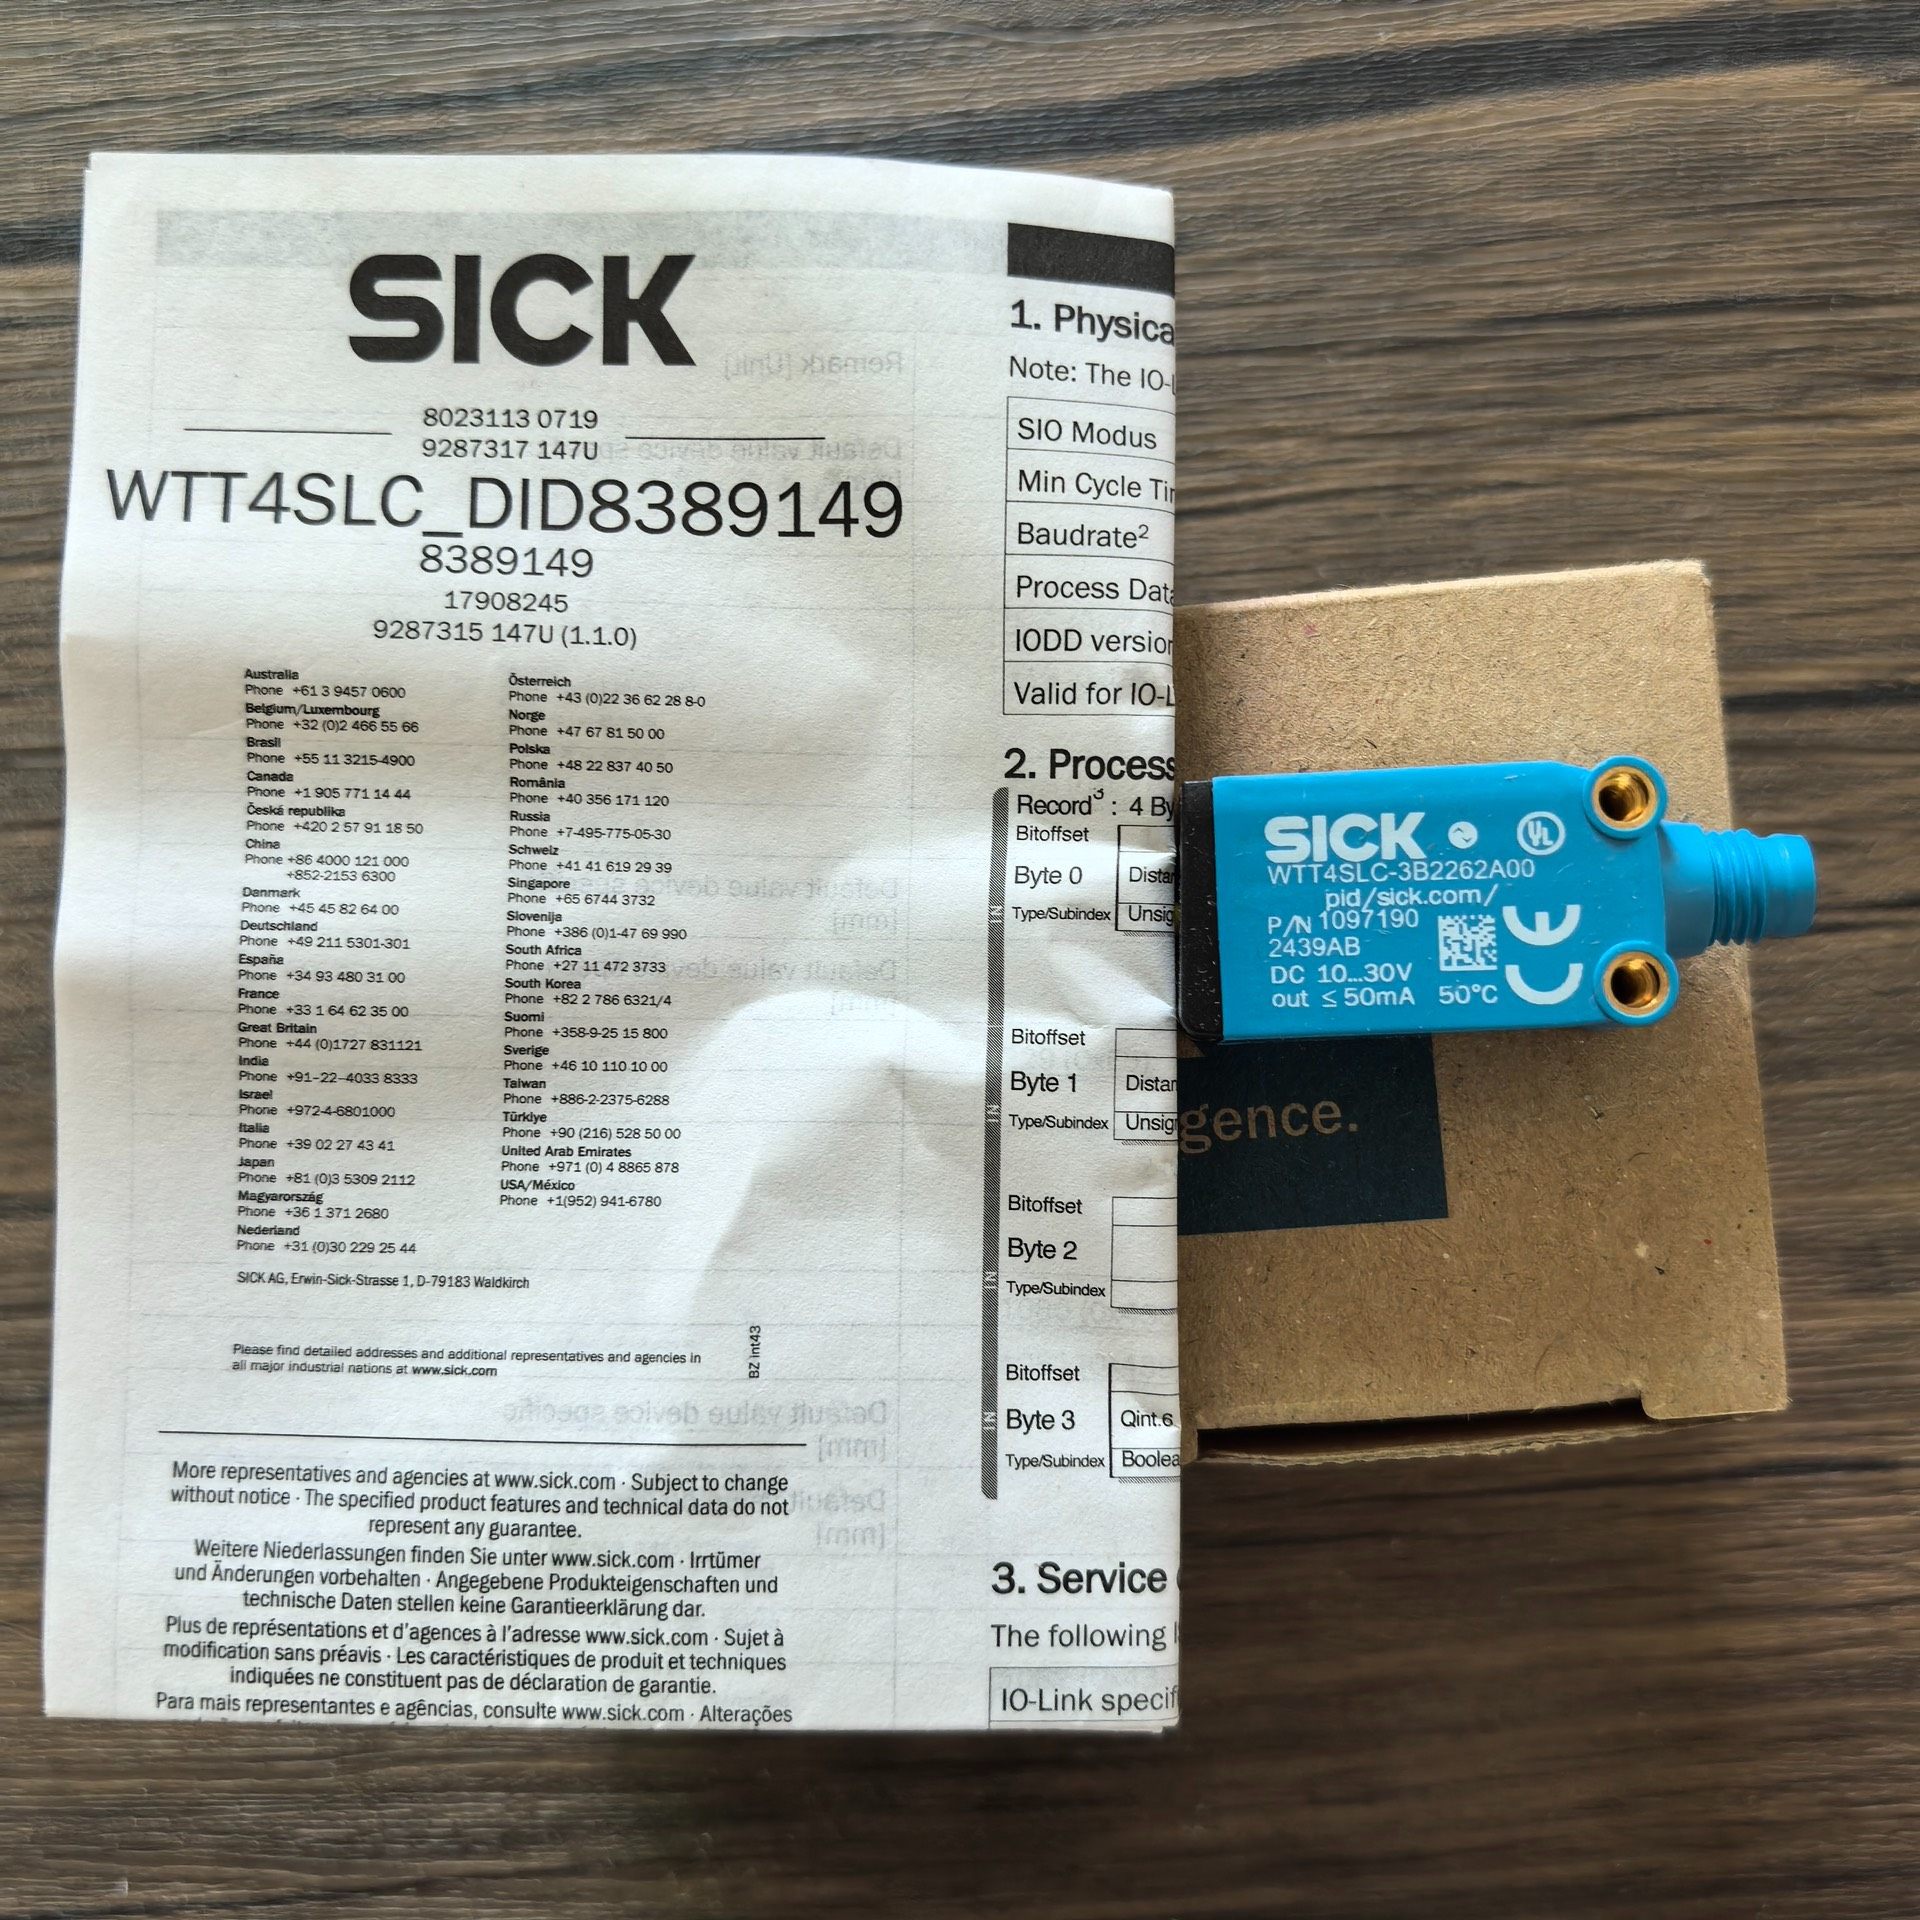 SICK
8023113 0719
9287317 147U
WTT4SLC_DID8389149
8389149
17908245
9287315 147U (1.1.0)
Australia
Phone +61 3 9457 0600
Belgium/Luxembourg
Phone +32 (0)2 466 55 66
Brasil
Phone +55 11 3215-4900
Canada
Phone +1 905 771 14 44
Česká republika
Phone +420 2 57 91 18 50
China
Phone +86 4000 121 000
+852-2153 6300
Danmark
Phone +45 45 82 64 00
Deutschland
Phone +49 211 5301-301
España
Phone +34 93 480 31 00
France
Phone +33 1 64 62 35 00
Great Britain
Phone +44 (0)1727 831121
India
Phone +91–22–4033 8333
Israel
Phone +972-4-6801000
Italia
Phone +39 02 27 43 41
Japan
Phone +81 (0)3 5309 2112
Magyarország
Phone +36 1 371 2680
Nederland
Phone +31 (0)30 229 25 44
Österreich
Phone +43 (0)22 36 62 28 8-0
Norge
Phone +47 67 81 50 00
Polska
Phone +48 22 837 40 50
România
Phone +40 356 171 120
Russia
Phone +7-495-775-05-30
Schweiz
Phone +41 41 619 29 39
Singapore
Phone +65 6744 3732
Slovenija
Phone +386 (0)1-47 69 990
South Africa
Phone +27 11 472 3733
South Korea
Phone +82 2 786 6321/4
Suomi
Phone +358-9-25 15 800
Sverige
Phone +46 10 110 10 00
Taiwan
Phone +886-2-2375-6288
Türkiye
Phone +90 (216) 528 50 00
United Arab Emirates
Phone +971 (0) 4 8865 878
USA/México
Phone +1(952) 941-6780
SICK AG, Erwin-Sick-Strasse 1, D-79183 Waldkirch
Please find detailed addresses and additional representatives and agencies in
all major industrial nations at www.sick.com
BZ int43
More representatives and agencies at www.sick.com · Subject to change
without notice · The specified product features and technical data do not
represent any guarantee.
Weitere Niederlassungen finden Sie unter www.sick.com · Irrtümer
und Änderungen vorbehalten · Angegebene Produkteigenschaften und
technische Daten stellen keine Garantieerklärung dar.
Plus de représentations et d'agences à l'adresse www.sick.com · Sujet à
modification sans préavis · Les caractéristiques de produit et techniques
indiquées ne constituent pas de déclaration de garantie.
Para mais representantes e agências, consulte www.sick.com · Alterações
1. Physica
Note: The IO-
SIO Modus
Min Cycle Ti
Baudrate²
Process Data
IODD version
Valid for IO-L
2. Process
Record³ : 4 By
Bitoffset
Byte 0 Distan
Type/Subindex Unsig
IN
Bitoffset
Byte 1 Distan
Type/Subindex Unsig
IN
Bitoffset
Byte 2
Type/Subindex
IN
Bitoffset
Byte 3 Qint.6
Type/Subindex Boolea
IN
3. Service
The following
IO-Link specif
SICK UL
WTT4SLC-3B2262A00
pid/sick.com/
P/N 1097190
2439AB
DC 10...30V
out ≤ 50mA 50°C
CE
gence.